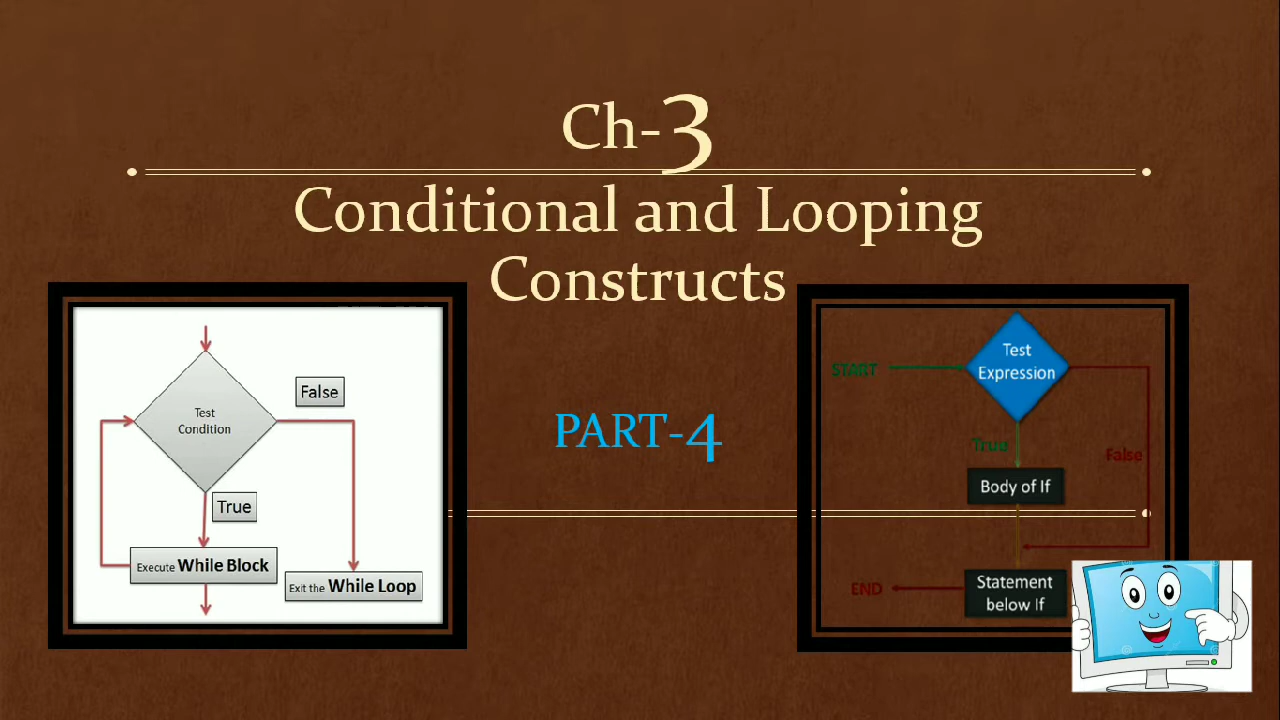 Ch-3
Conditional and Looping
Constructs
PART-4
Test
Condition
False
True
Execute While Block
Exit the While Loop
START
Test
Expression
True
False
Body of If
END
Statement
below If